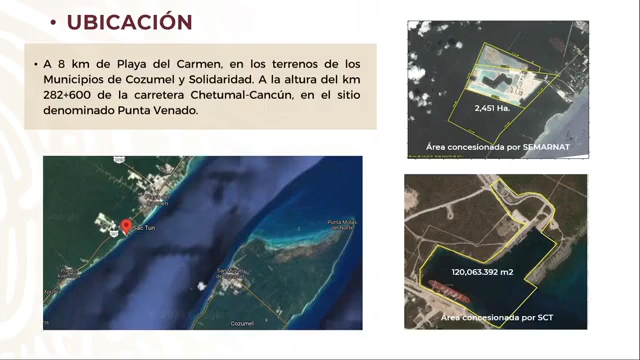 • UBICACIÓN
• A 8 km de Playa del Carmen, en los terrenos de los
Municipios de Cozumel y Solidaridad. A la altura del km
282+600 de la carretera Chetumal-Cancún, en el sitio
denominado Punta Venado.
2,451 Ha.
Área concesionada por SEMARNAT
Sac Tun
Punta Molas
del Norte
Cozumel
120,063.392 m2
Área concesionada por SCT